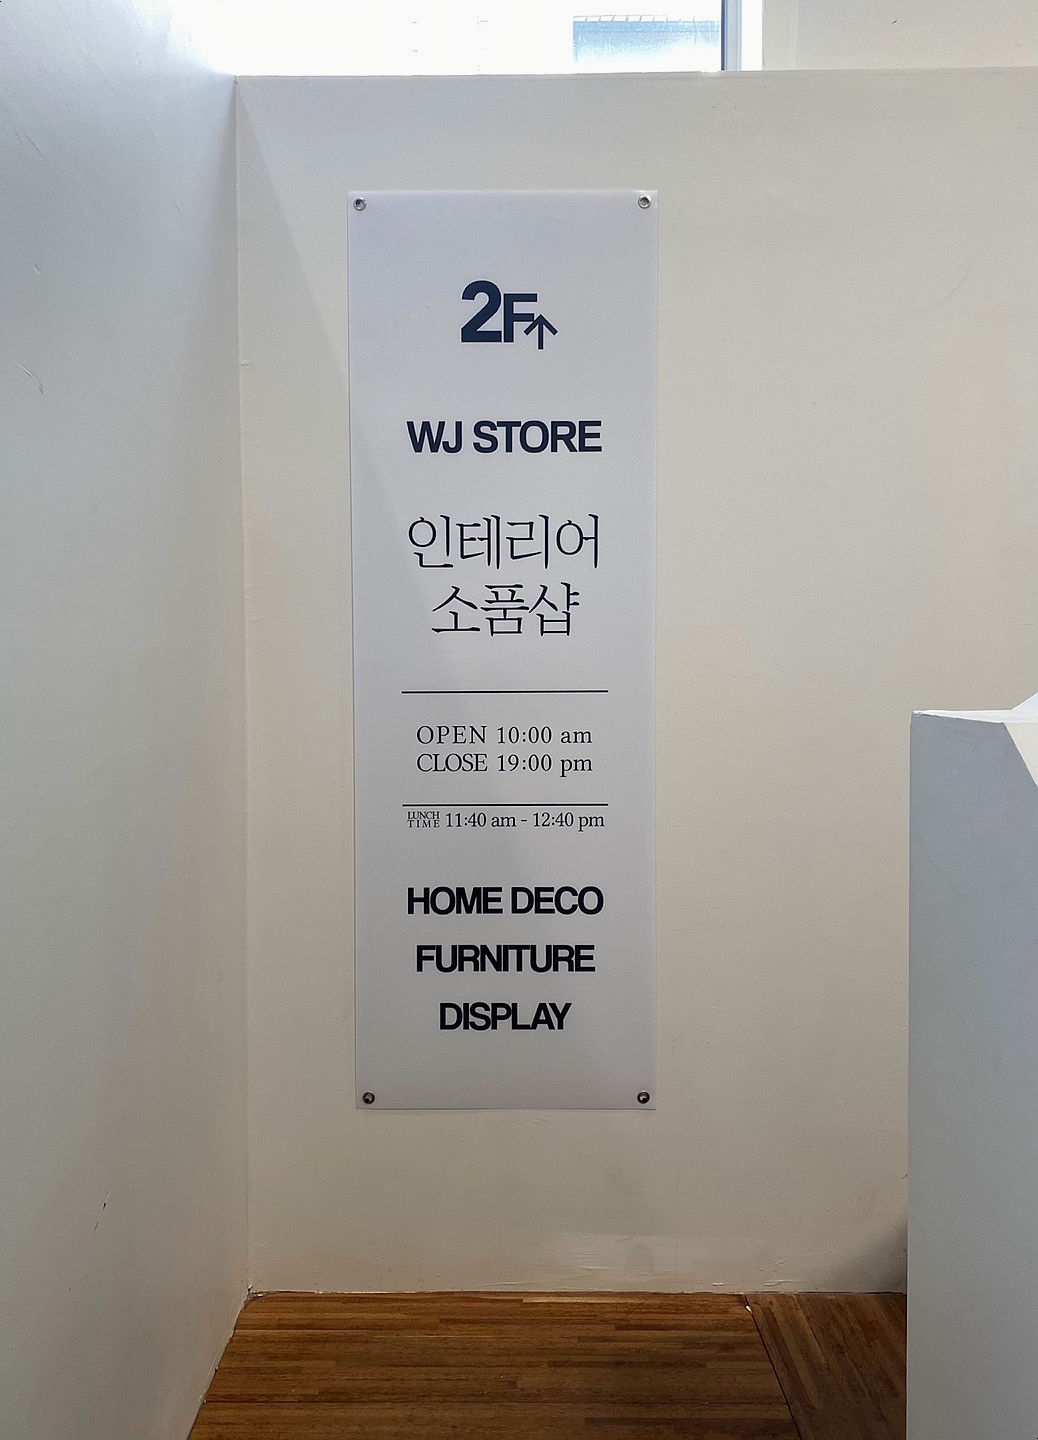 2F↑
WJ STORE
인테리어
소품샵
OPEN 10:00 am
CLOSE 19:00 pm
LUNCH TIME 11:40 am - 12:40 pm
HOME DECO
FURNITURE
DISPLAY